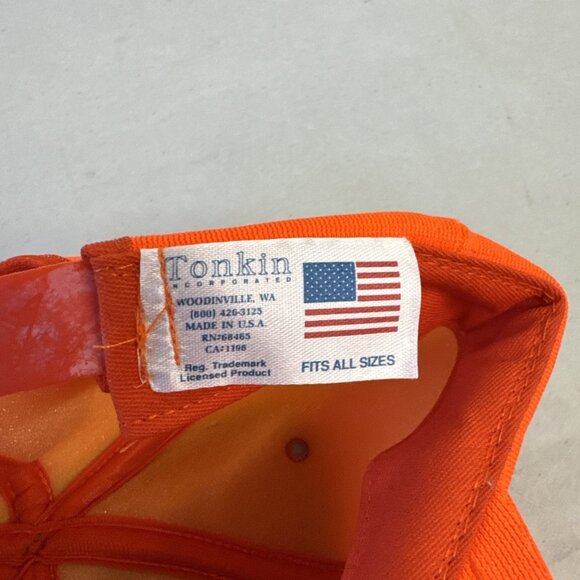 Tonkin
INCORPORATED
WOODINVILLE, WA
(800) 426-3125
MADE IN U.S.A.
RN#68465
CA#1198
Reg. Trademark
Licensed Product
FITS ALL SIZES